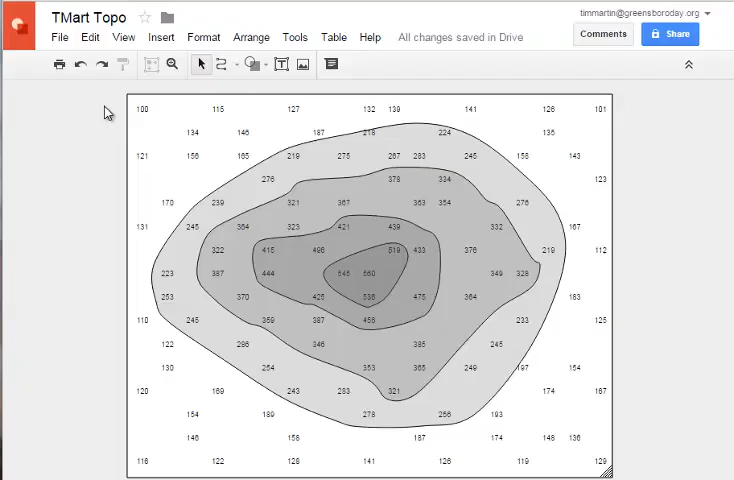 TMart Topo
timmartin@greensboroday.org
File Edit View Insert Format Arrange Tools Table Help All changes saved in Drive
Comments
Share
100 115 127 132 139 141 126 101
134 146 187 218 224 135
121 156 165 219 275 267 283 245 158 143
276 378 334 123
170 239 321 367 363 354 276
131 245 364 323 421 439 332 167
322 415 496 519 433 376 219 112
223 387 444 545 560 349 328
253 370 425 536 475 364 183
110 245 359 387 456 233 125
122 286 346 385 245
130 254 353 365 249 197 154
120 169 243 283 321 174 167
154 189 278 256 193
146 158 187 174 148 136
116 122 128 141 126 119 129